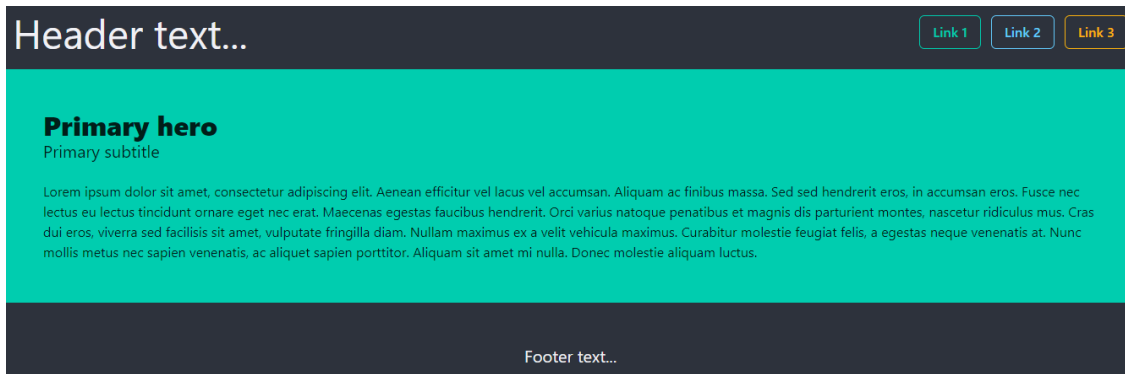 Header text...
Link 1
Link 2
Link 3
Primary hero
Primary subtitle
Lorem ipsum dolor sit amet, consectetur adipiscing elit. Aenean efficitur vel lacus vel accumsan. Aliquam ac finibus massa. Sed sed hendrerit eros, in accumsan eros. Fusce nec
lectus eu lectus tincidunt ornare eget nec erat. Maecenas egestas faucibus hendrerit. Orci varius natoque penatibus et magnis dis parturient montes, nascetur ridiculus mus. Cras
dui eros, viverra sed facilisis sit amet, vulputate fringilla diam. Nullam maximus ex a velit vehicula maximus. Curabitur molestie feugiat felis, a egestas neque venenatis at. Nunc
mollis metus nec sapien venenatis, ac aliquet sapien porttitor. Aliquam sit amet mi nulla. Donec molestie aliquam luctus.
Footer text...